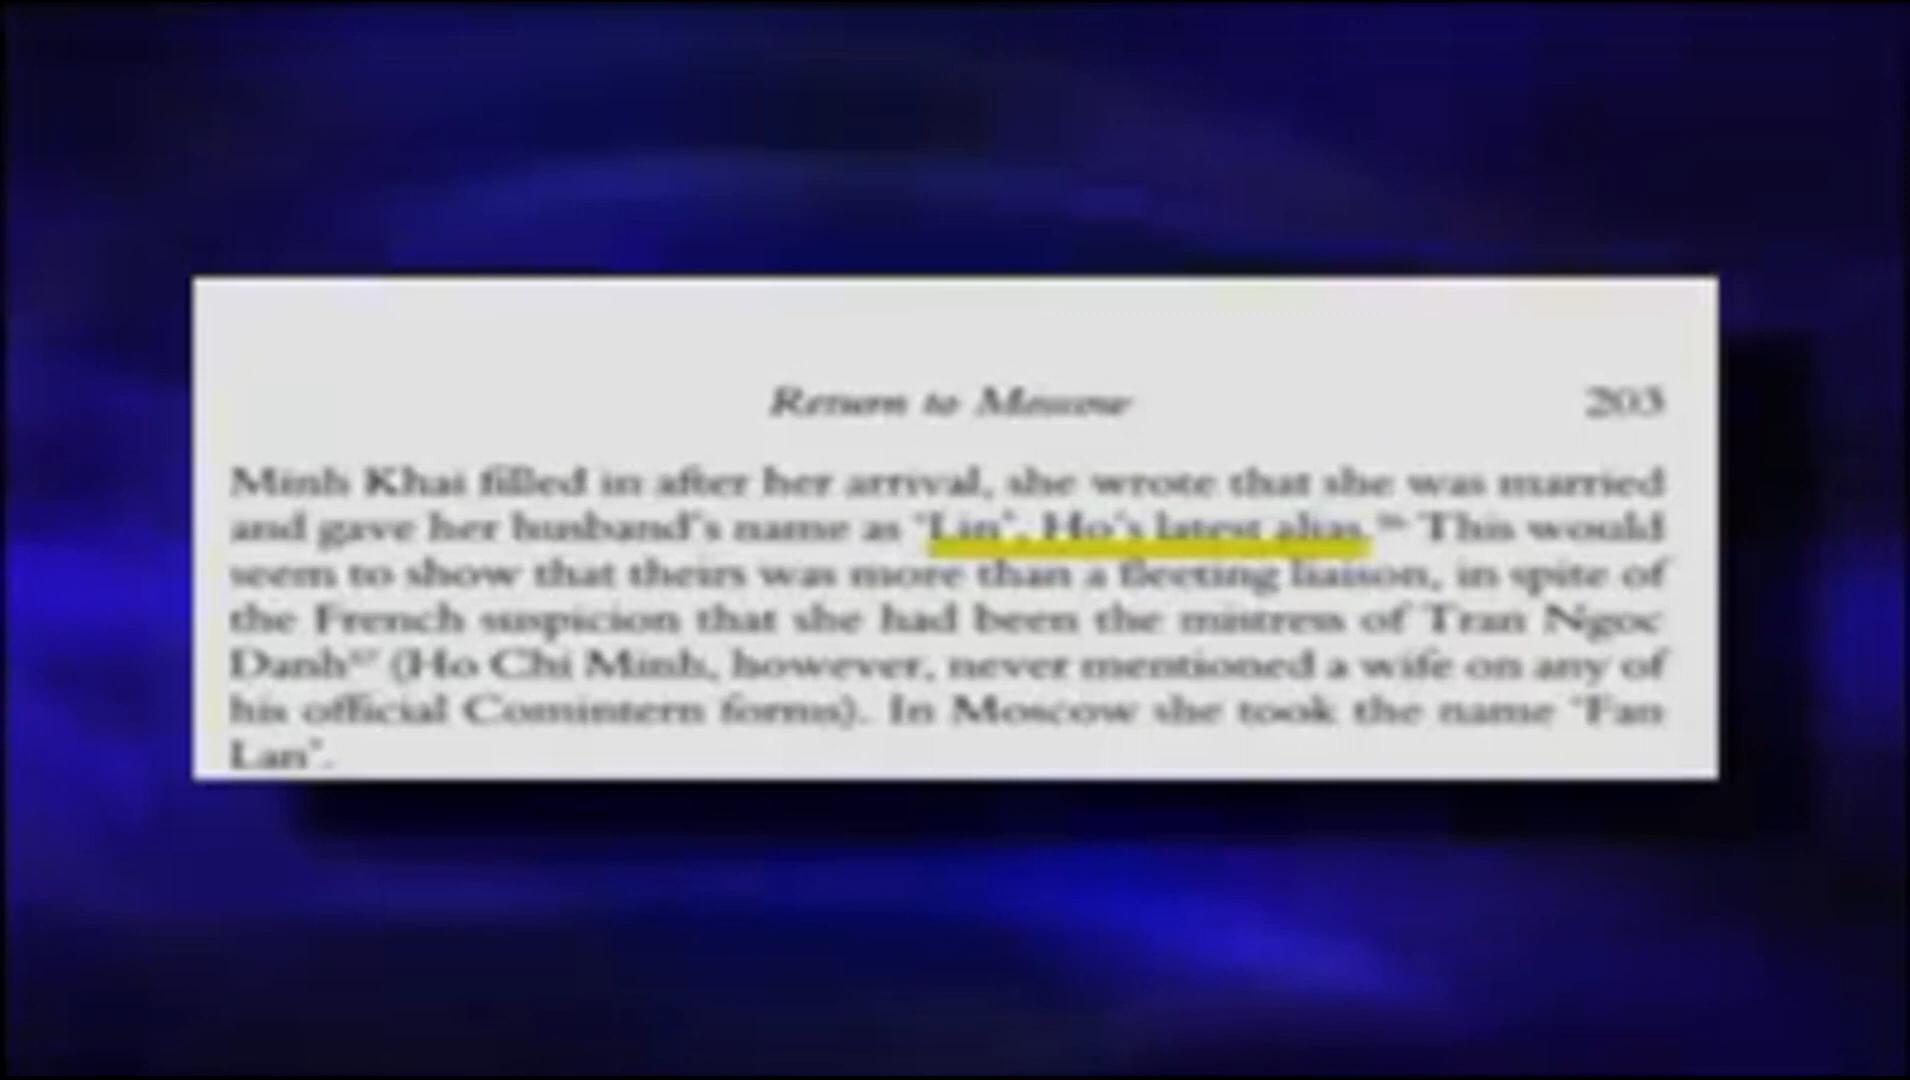 Return to Moscow 203
Minh Khai filled in after her arrival, she wrote that she was married
and gave her husband's name as 'Lin', Ho's latest alias. This would
seem to show that theirs was more than a fleeting liaison, in spite of
the French suspicion that she had been the mistress of Tran Ngoc
Danh (Ho Chi Minh, however, never mentioned a wife on any of
his official Comintern forms). In Moscow she took the name 'Fan
Lan'.